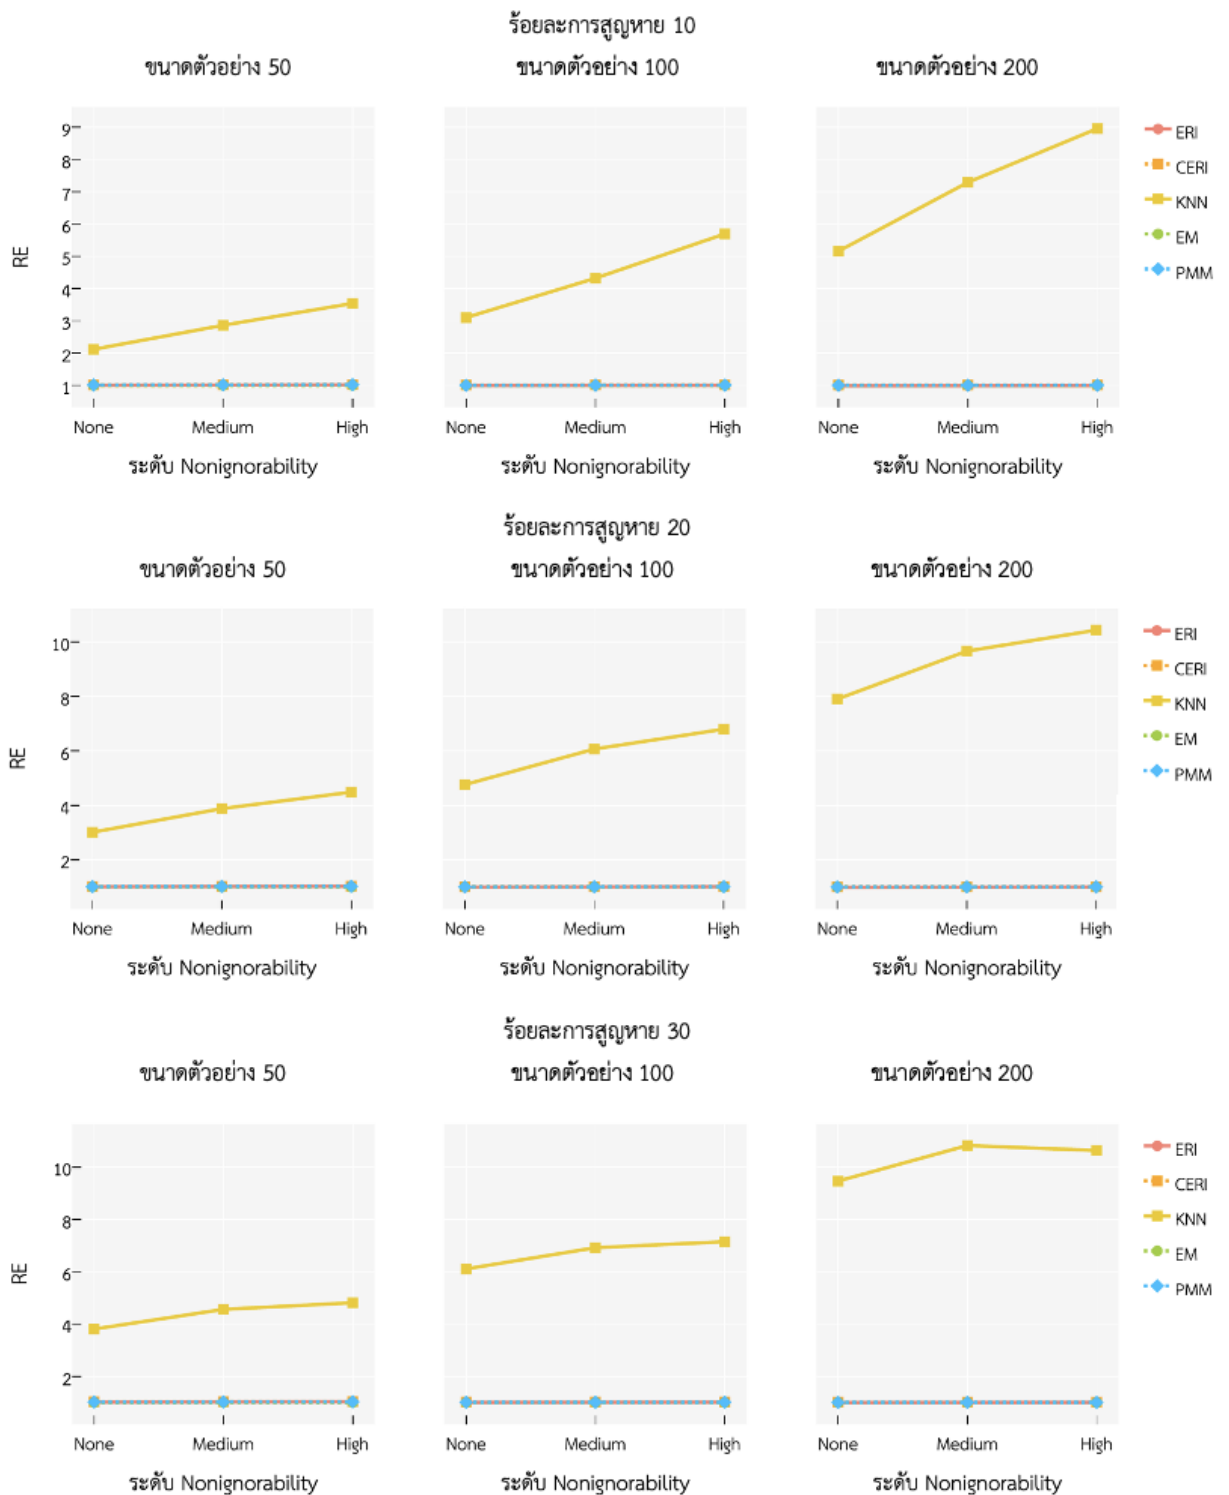 ร้อยละการสูญหาย 10
ขนาดตัวอย่าง 50
ขนาดตัวอย่าง 100
ขนาดตัวอย่าง 200
RE
9
8
7
6
5
4
3
2
1
None Medium High
None Medium High
None Medium High
ระดับ Nonignorability
ระดับ Nonignorability
ระดับ Nonignorability
ERI
CERI
KNN
EM
PMM
ร้อยละการสูญหาย 20
ขนาดตัวอย่าง 50
ขนาดตัวอย่าง 100
ขนาดตัวอย่าง 200
RE
10
8
6
4
2
None Medium High
None Medium High
None Medium High
ระดับ Nonignorability
ระดับ Nonignorability
ระดับ Nonignorability
ERI
CERI
KNN
EM
PMM
ร้อยละการสูญหาย 30
ขนาดตัวอย่าง 50
ขนาดตัวอย่าง 100
ขนาดตัวอย่าง 200
RE
10
8
6
4
2
None Medium High
None Medium High
None Medium High
ระดับ Nonignorability
ระดับ Nonignorability
ระดับ Nonignorability
ERI
CERI
KNN
EM
PMM